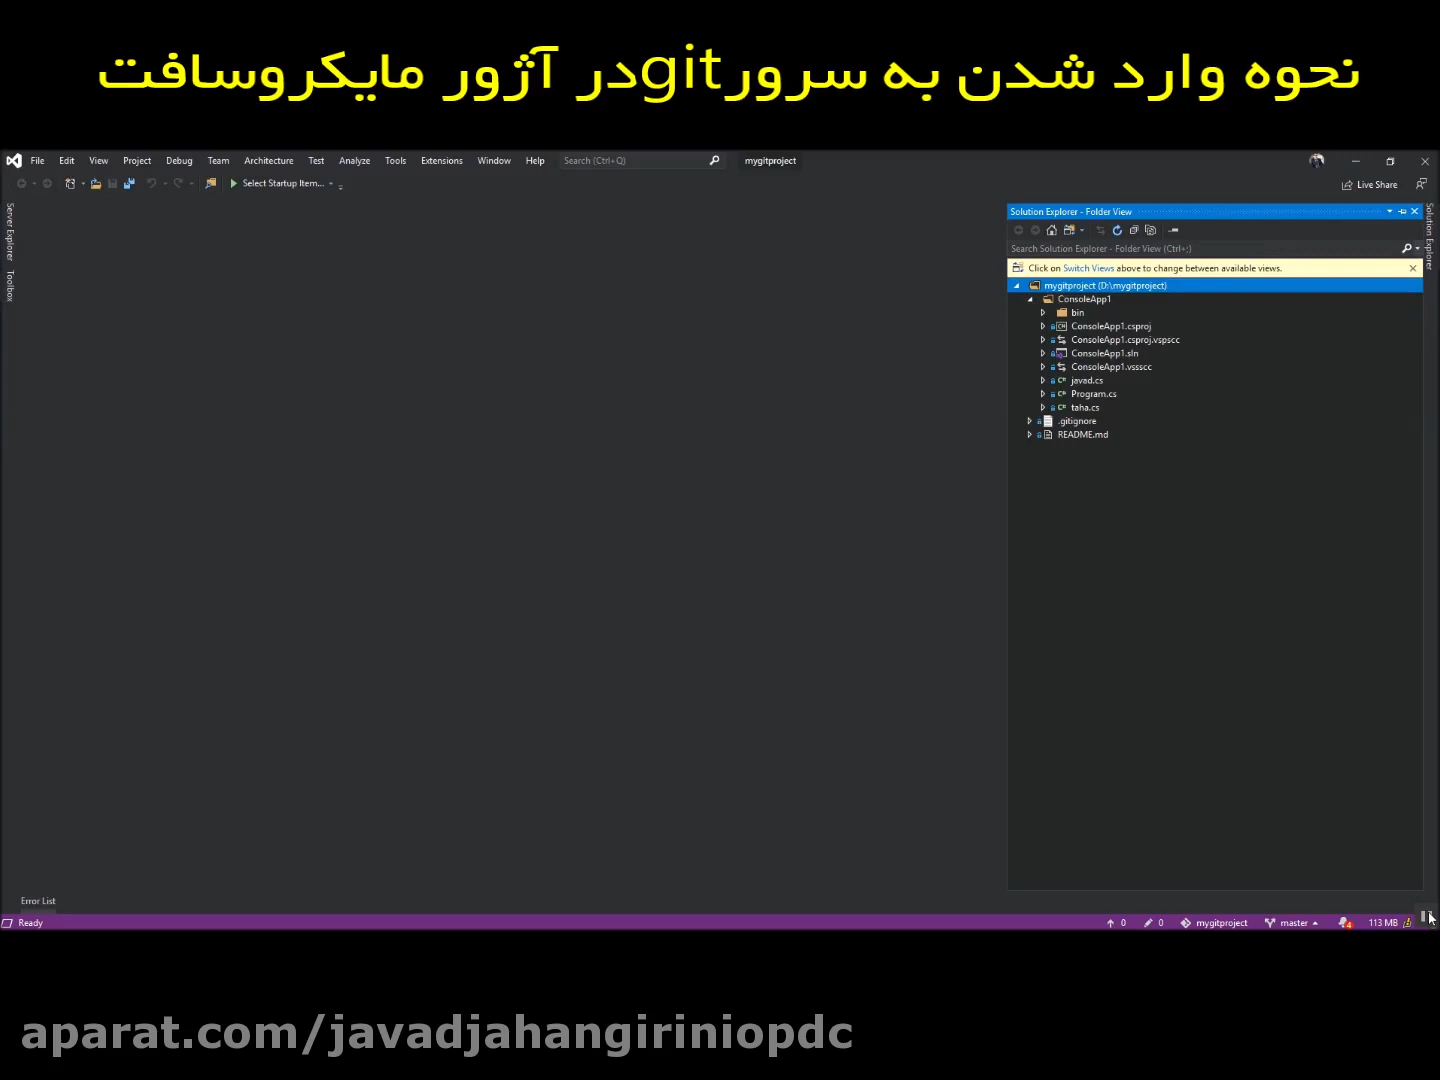 نحوه وارد شدن به سرورgitدر آژور مایکروسافت
File Edit View Project Debug Team Architecture Test Analyze Tools Extensions Window Help Search (Ctrl+Q) mygitproject
Select Startup Item... Live Share
Server Explorer
Toolbox
Solution Explorer - Folder View
Solution Explorer
Search Solution Explorer - Folder View (Ctrl+;)
Click on Switch Views above to change between available views.
mygitproject (D:\mygitproject)
ConsoleApp1
bin
ConsoleApp1.csproj
ConsoleApp1.csproj.vspscc
ConsoleApp1.sln
ConsoleApp1.vssscc
javad.cs
Program.cs
taha.cs
.gitignore
README.md
Error List
Ready 0 0 mygitproject master 4 113 MB
aparat.com/javadjahangiriniopdc